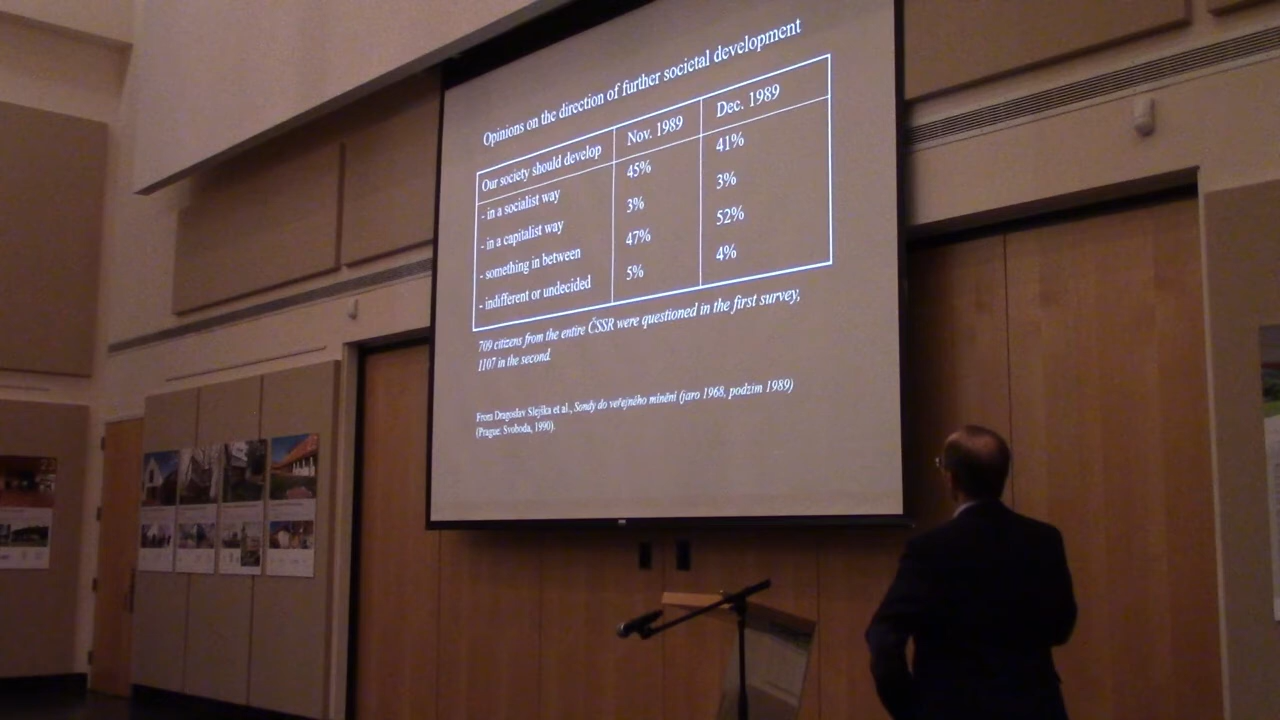 Opinions on the direction of further societal development
Our society should develop Nov. 1989 Dec. 1989
- in a socialist way 45% 41%
- in a capitalist way 3% 3%
- something in between 47% 52%
- indifferent or undecided 5% 4%
709 citizens from the entire ČSSR were questioned in the first survey,
1107 in the second.
From Dragoslav Slejška et al., Sondy do veřejného mínění (jaro 1968, podzim 1989)
(Prague: Svoboda, 1990).